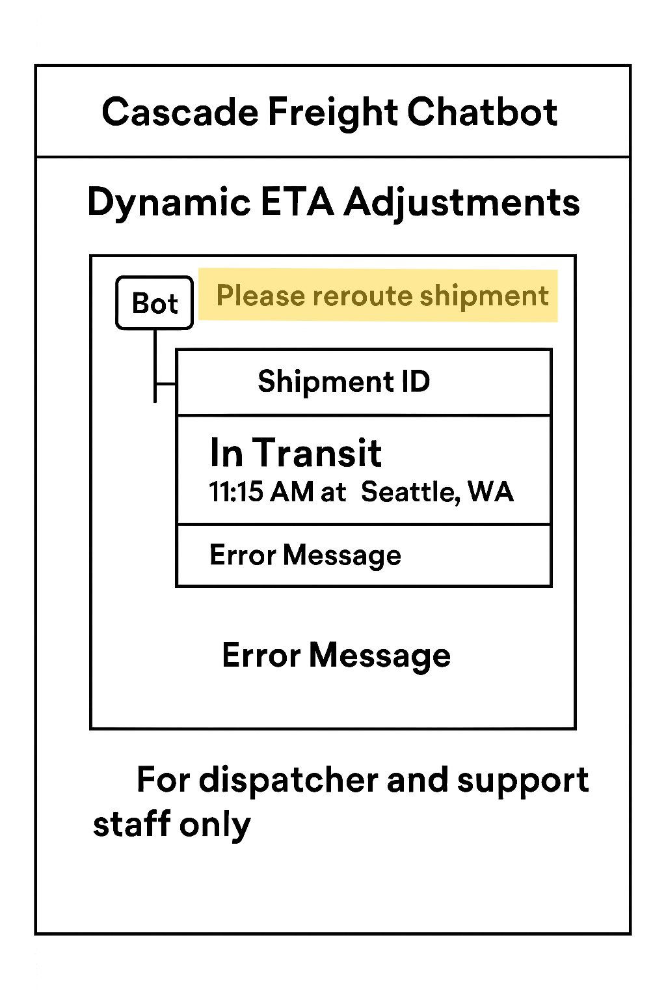 Cascade Freight Chatbot
Dynamic ETA Adjustments
Bot
Please reroute shipment
Shipment ID
In Transit
11:15 AM at Seattle, WA
Error Message
Error Message
For dispatcher and support
staff only